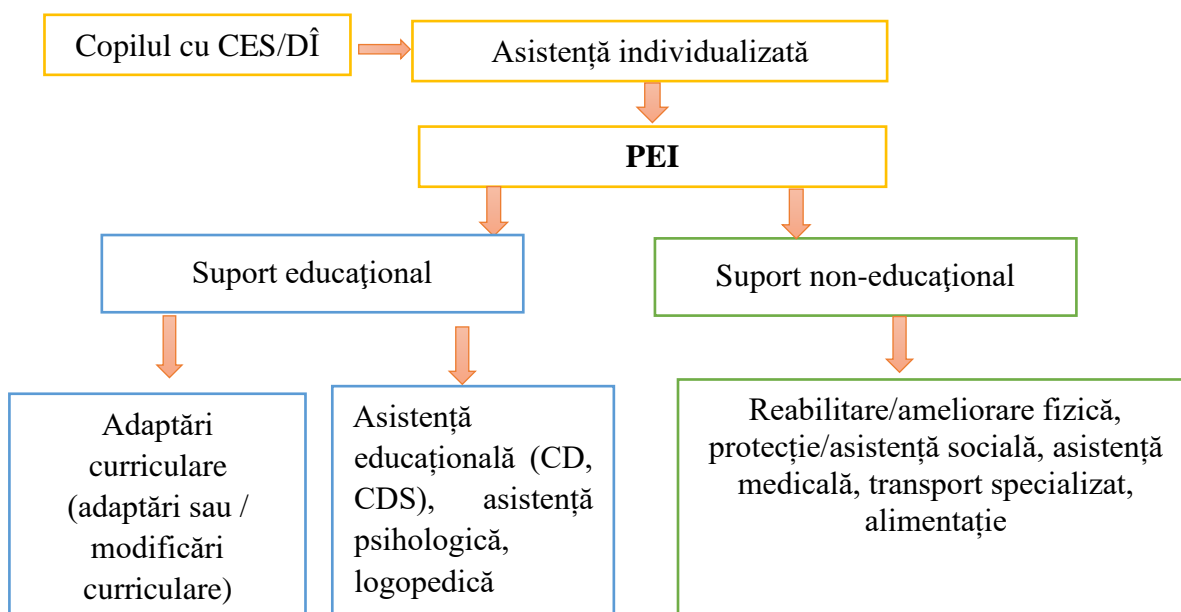 Copilul cu CES/DÎ
Asistență individualizată
PEI
Suport educaţional
Suport non-educaţional
Adaptări
curriculare
(adaptări sau /
modificări
curriculare)
Asistență
educațională (CD,
CDS), asistență
psihologică,
logopedică
Reabilitare/ameliorare fizică,
protecție/asistență socială, asistență
medicală, transport specializat,
alimentație